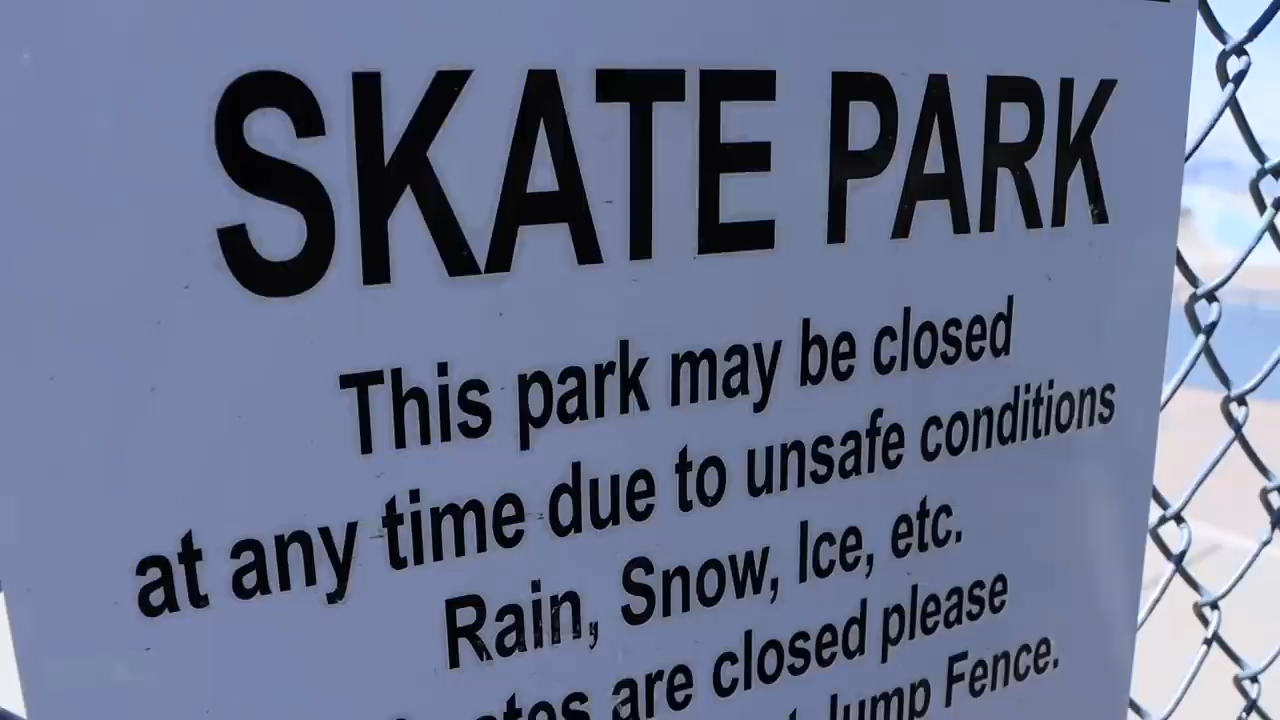 SKATE PARK
This park may be closed
at any time due to unsafe conditions
Rain, Snow, Ice, etc.
are closed please
Jump Fence.